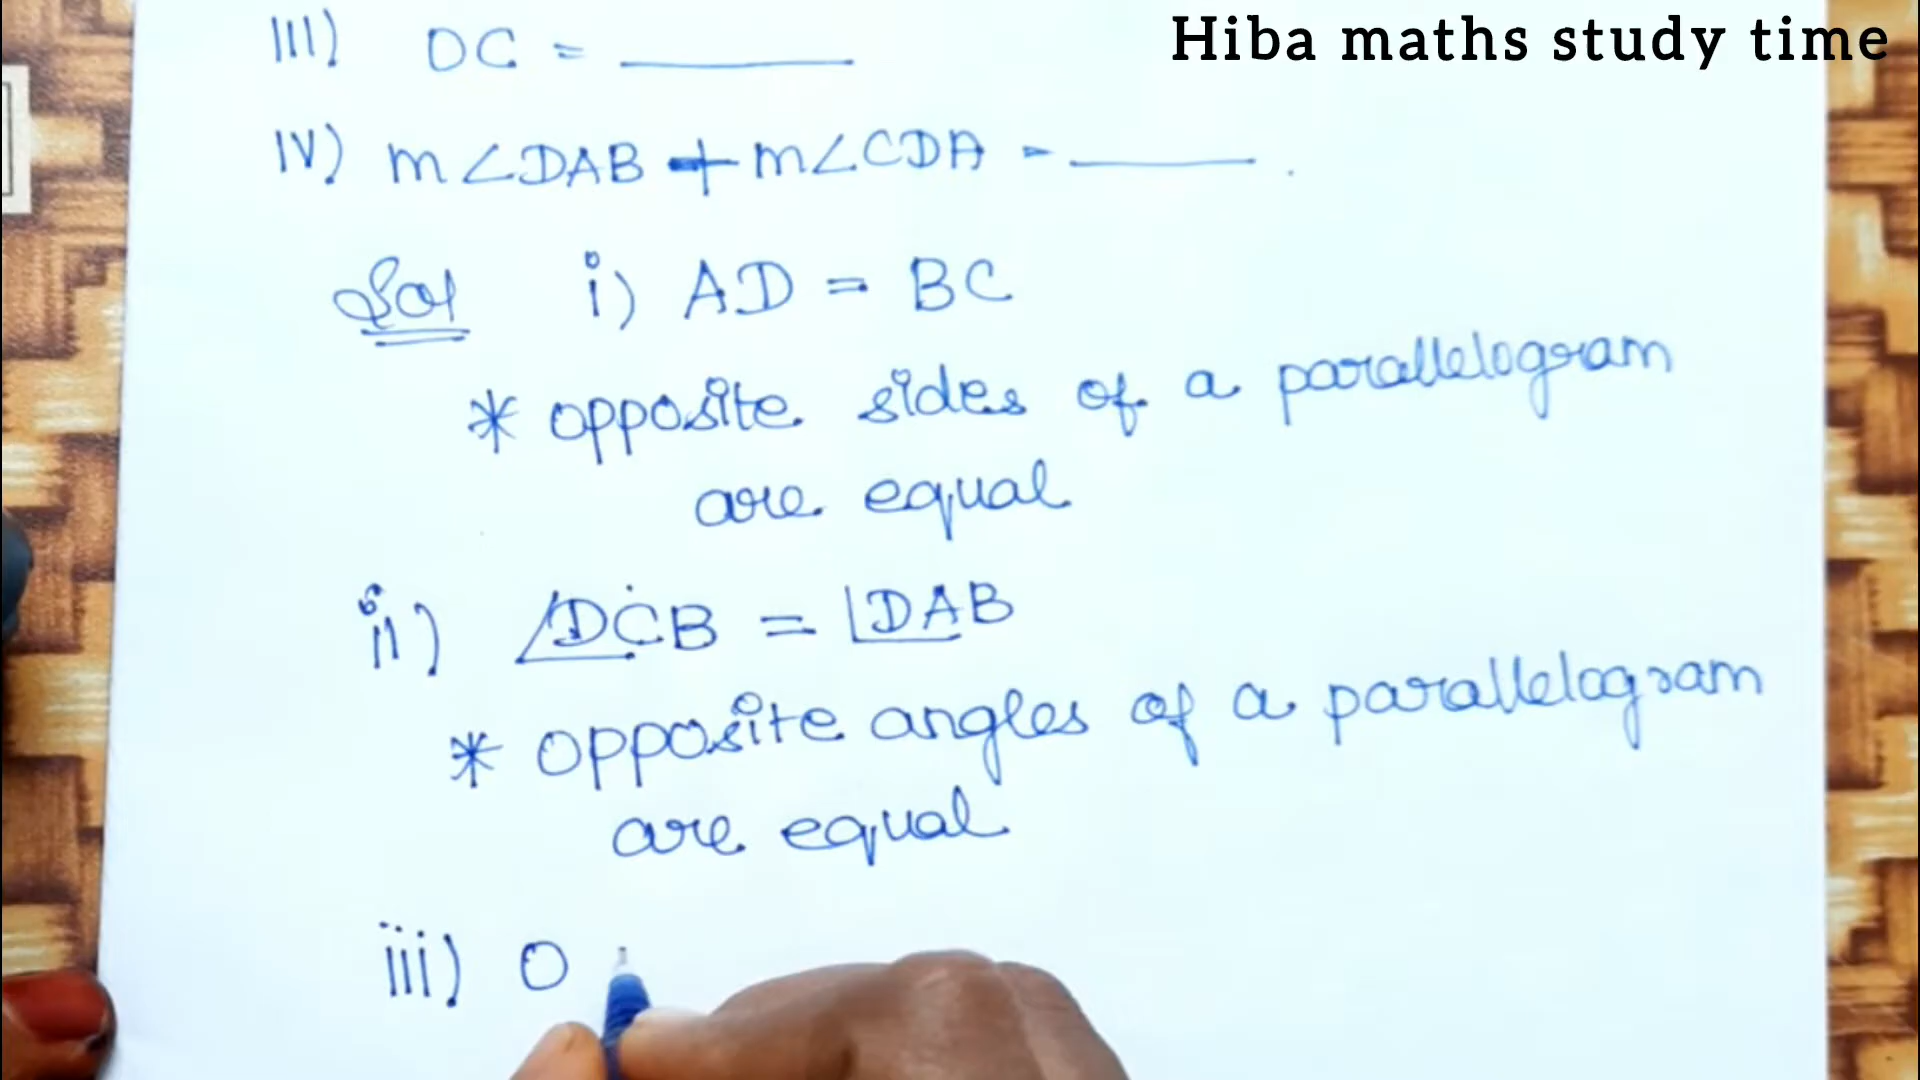 Hiba maths study time
III) OC = ______
IV) m∠DAB + m∠CDA = ______ .
Sol i) AD = BC
* opposite sides of a parallelogram
are equal
ii) ∠DCB = ∠DAB
* opposite angles of a parallelogram
are equal
iii) O